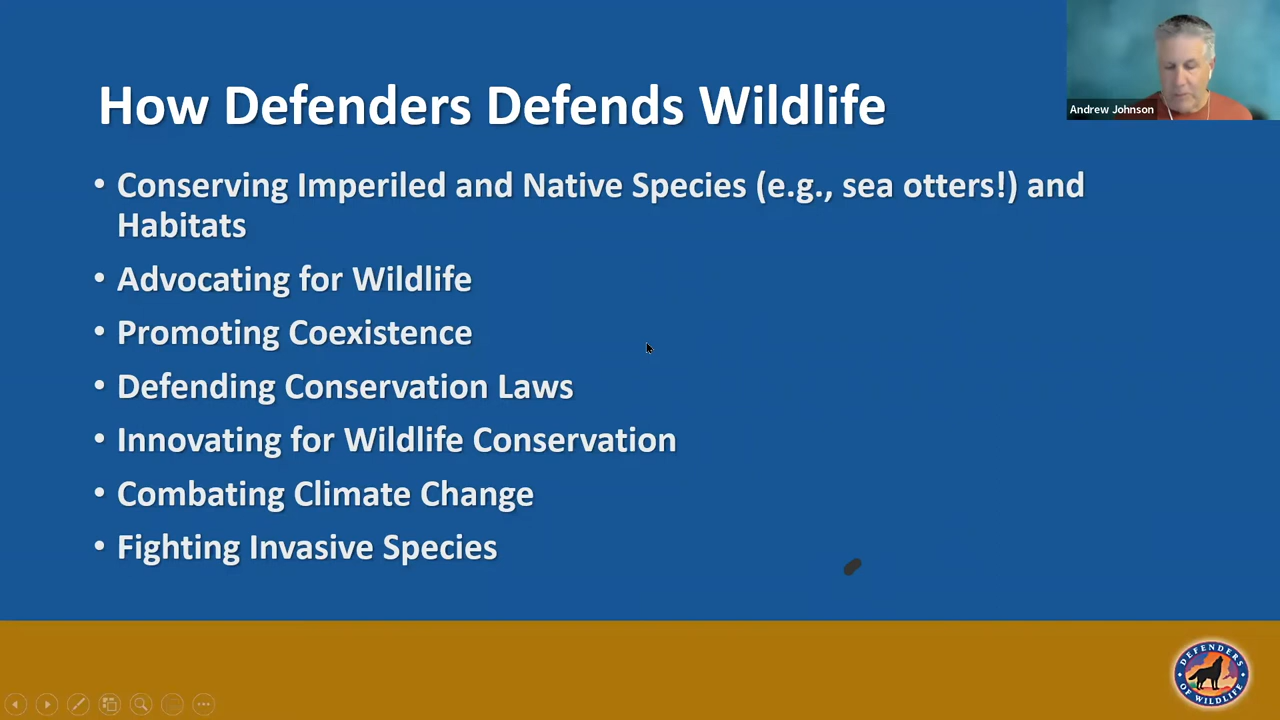 How Defenders Defends Wildlife
Andrew Johnson
• Conserving Imperiled and Native Species (e.g., sea otters!) and
Habitats
• Advocating for Wildlife
• Promoting Coexistence
• Defending Conservation Laws
• Innovating for Wildlife Conservation
• Combating Climate Change
• Fighting Invasive Species
DEFENDERS
OF WILDLIFE